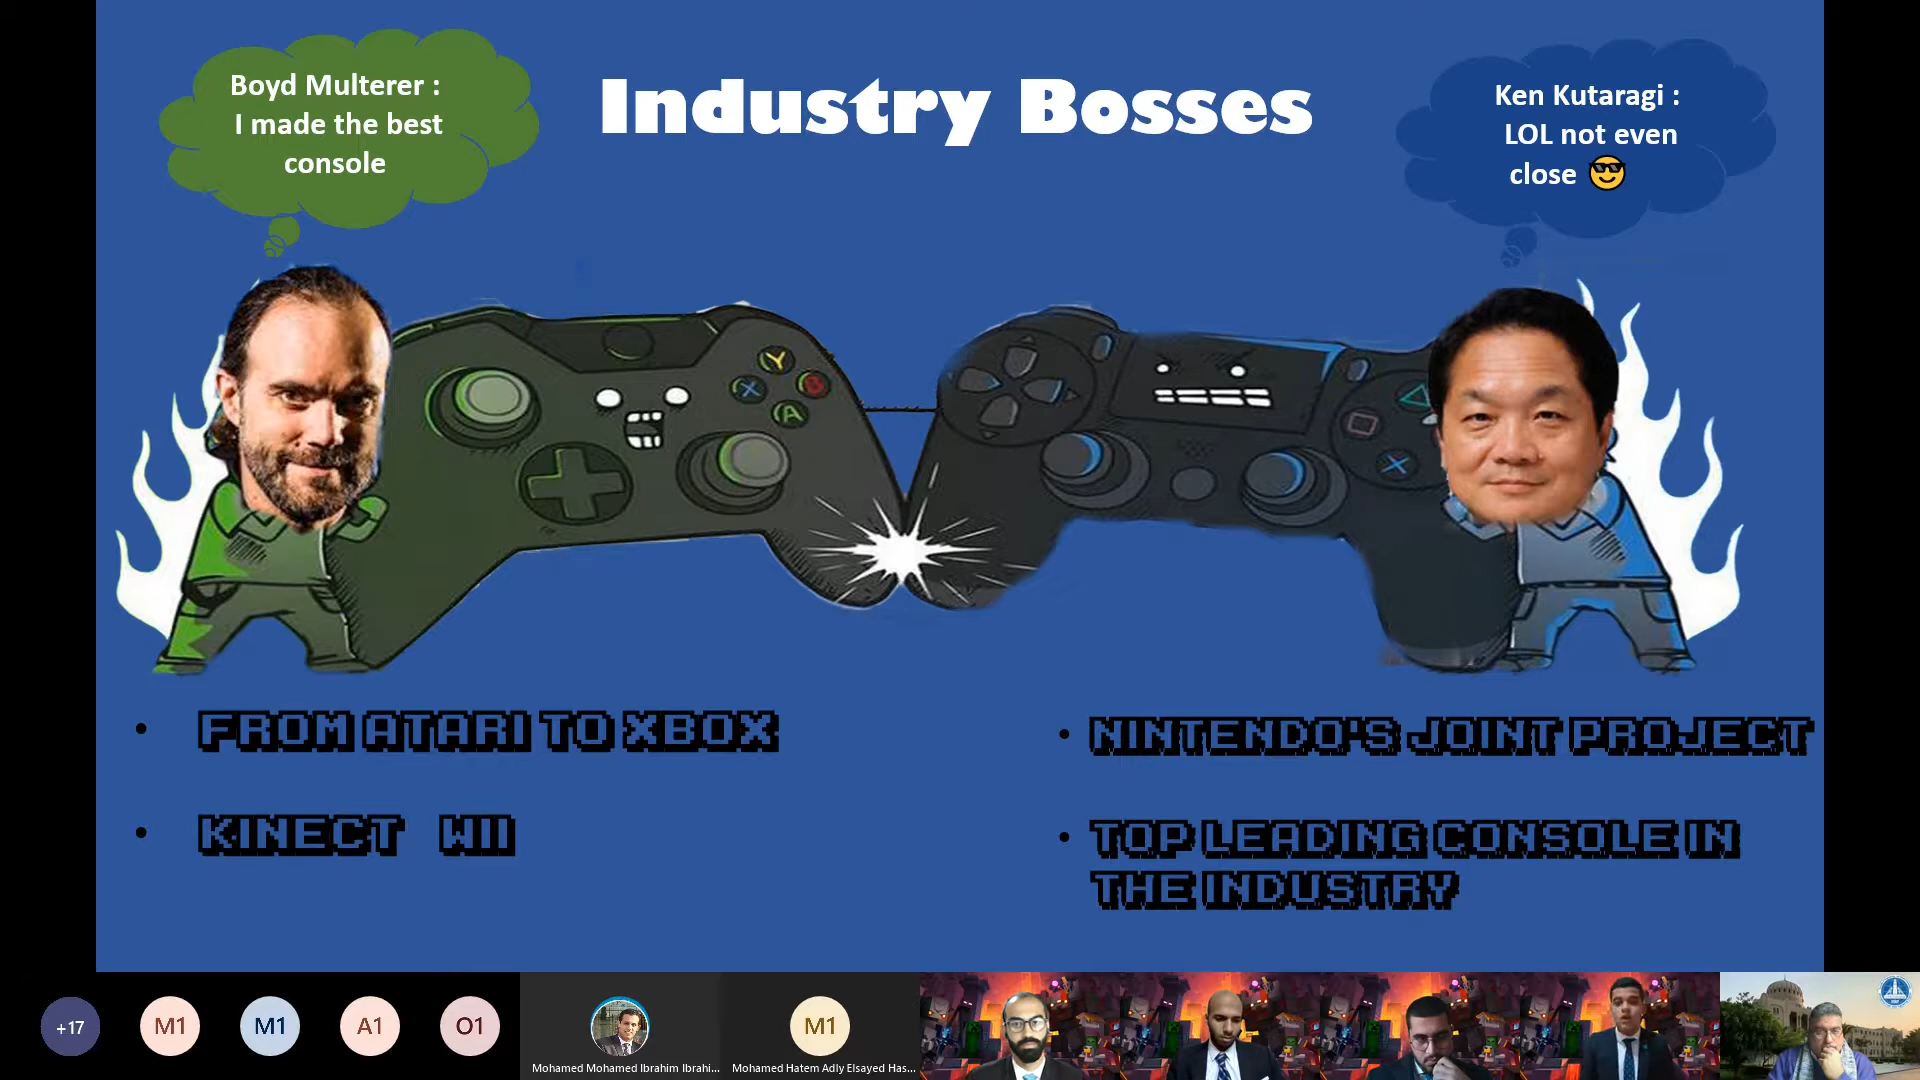 Boyd Multerer :
I made the best
console
Industry Bosses
Ken Kutaragi :
LOL not even
close 😎
Y
X
B
A
• FROM ATARI TO XBOX
• KINECT WII
• NINTENDO'S JOINT PROJECT
• TOP LEADING CONSOLE IN
THE INDUSTRY
+17
M1
M1
A1
O1
M1
Mohamed Mohamed Ibrahim Ibrahi...
Mohamed Hatem Adly Elsayed Has...